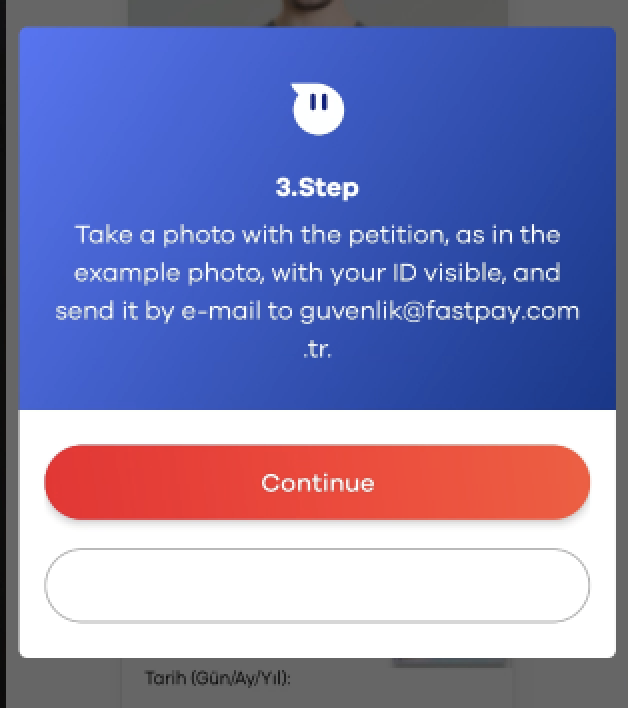 3.Step
Take a photo with the petition, as in the
example photo, with your ID visible, and
send it by e-mail to guvenlik@fastpay.com
.tr.
Continue
Tarih (Gün/Ay/Yıl):